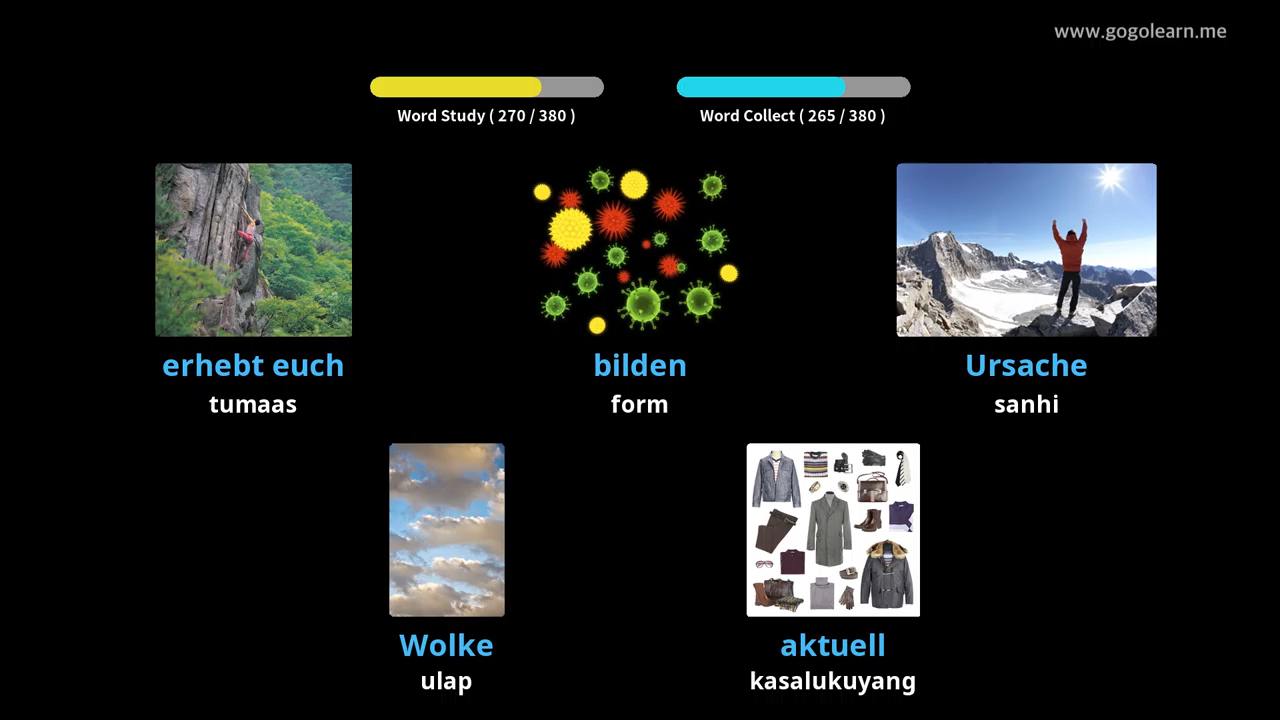 www.gogolearn.me
Word Study ( 270 / 380 )
Word Collect ( 265 / 380 )
erhebt euch
tumaas
bilden
form
Ursache
sanhi
Wolke
ulap
aktuell
kasalukuyang